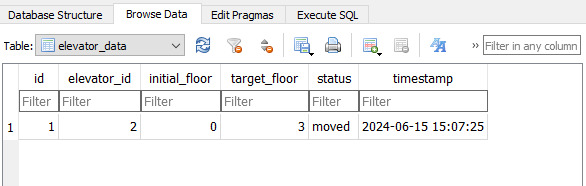 Database Structure Browse Data Edit Pragmas Execute SQL
Table: elevator_data » Filter in any column
id elevator_id initial_floor target_floor status timestamp
Filter Filter Filter Filter Filter Filter
1 1 2 0 3 moved 2024-06-15 15:07:25